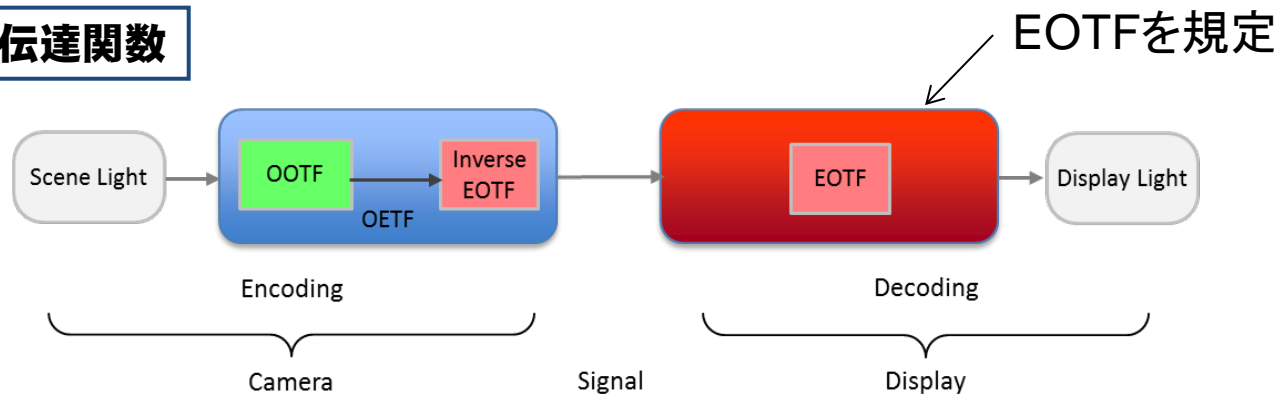 伝達関数
EOTFを規定
Scene Light
OOTF
Inverse
EOTF
OETF
EOTF
Display Light
Encoding
Decoding
Camera
Signal
Display